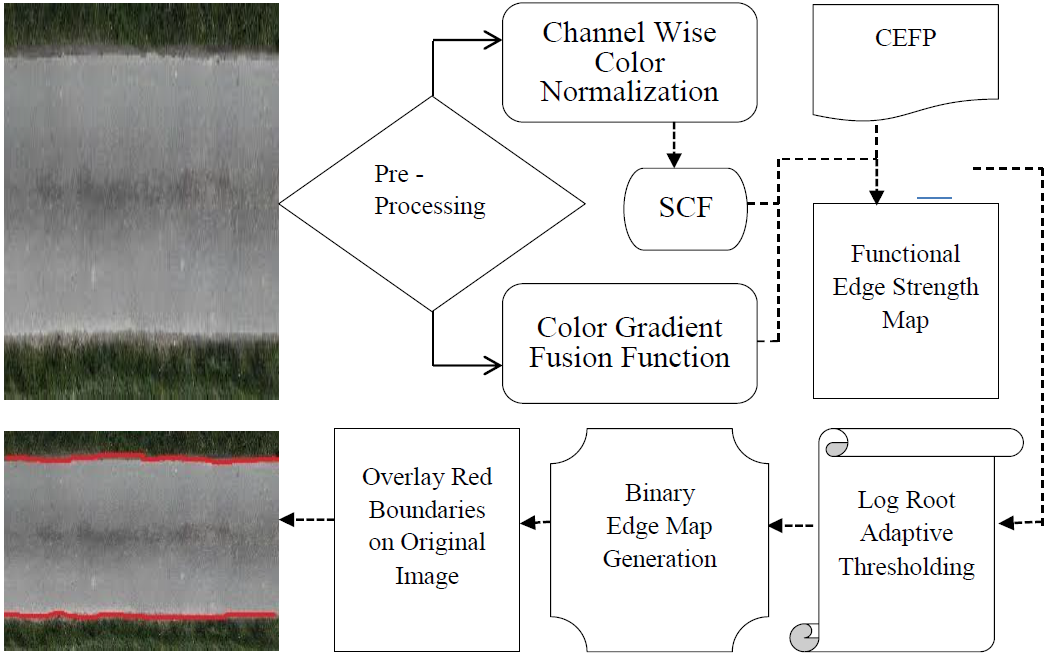 Channel Wise
Color
Normalization
CEFP
Pre -
Processing
SCF
Functional
Edge Strength
Map
Color Gradient
Fusion Function
Overlay Red
Boundaries
on Original
Image
Binary
Edge Map
Generation
Log Root
Adaptive
Thresholding